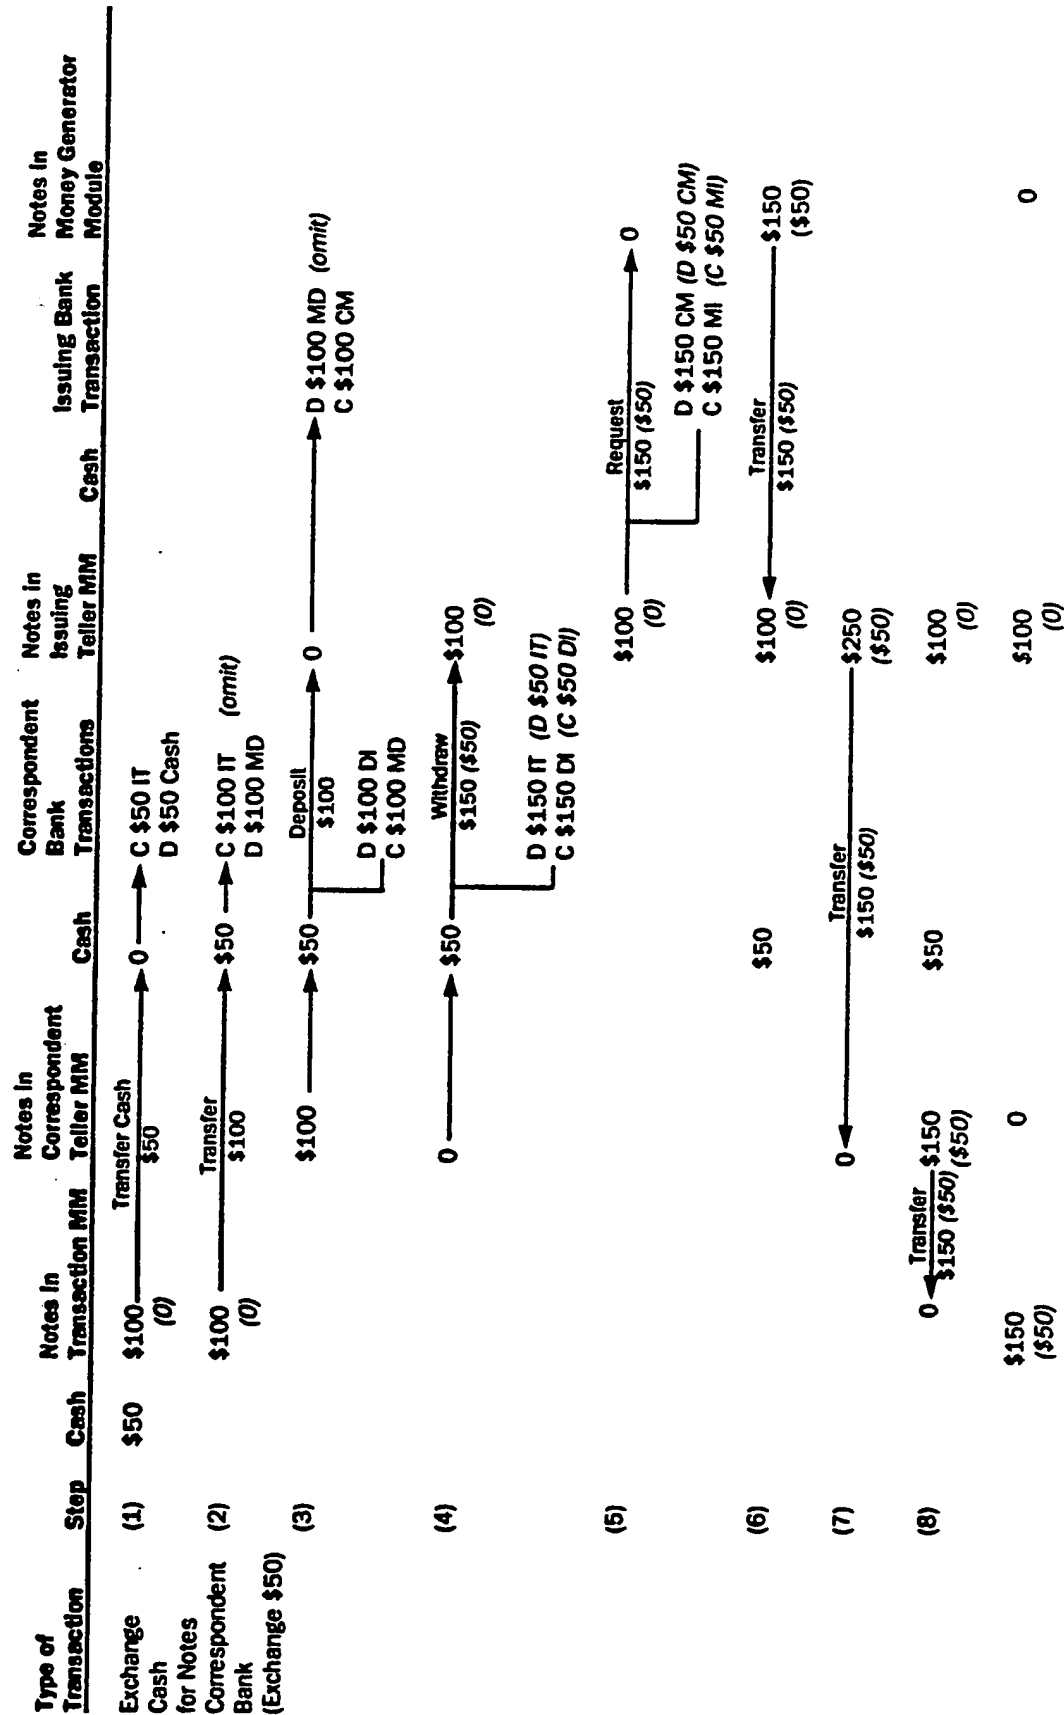 Type of
Transaction
Step
Cash
Notes in
Transaction MM
Notes in
Correspondent
Teller MM
Cash
Correspondent
Bank
Transactions
Notes in
Issuing
Teller MM
Cash
Issuing Bank
Transaction
Notes in
Money Generator
Module
Exchange
Cash
for Notes
Correspondent
Bank
(Exchange $50)
(1)
$50
$100
(0)
Transfer Cash
$50
0
C $50 IT
D $50 Cash
(2)
$100
(0)
Transfer
$100
$50
C $100 IT (omit)
D $100 MD
(3)
$100
$50
Deposit
$100
D $100 DI
C $100 MD
0
D $100 MD (omit)
C $100 CM
(4)
0
$50
Withdraw
$150 ($50)
D $150 IT (D $50 IT)
C $150 DI (C $50 DI)
$100
(0)
(5)
$100
(0)
Request
$150 ($50)
0
D $150 CM (D $50 CM)
C $150 MI (C $50 MI)
(6)
$50
$100
(0)
Transfer
$150 ($50)
$150
($50)
(7)
0
Transfer
$150 ($50)
$250
($50)
(8)
0
Transfer
$150 ($50)
$150
($50)
$50
$100
(0)
$150
($50)
0
$100
(0)
0